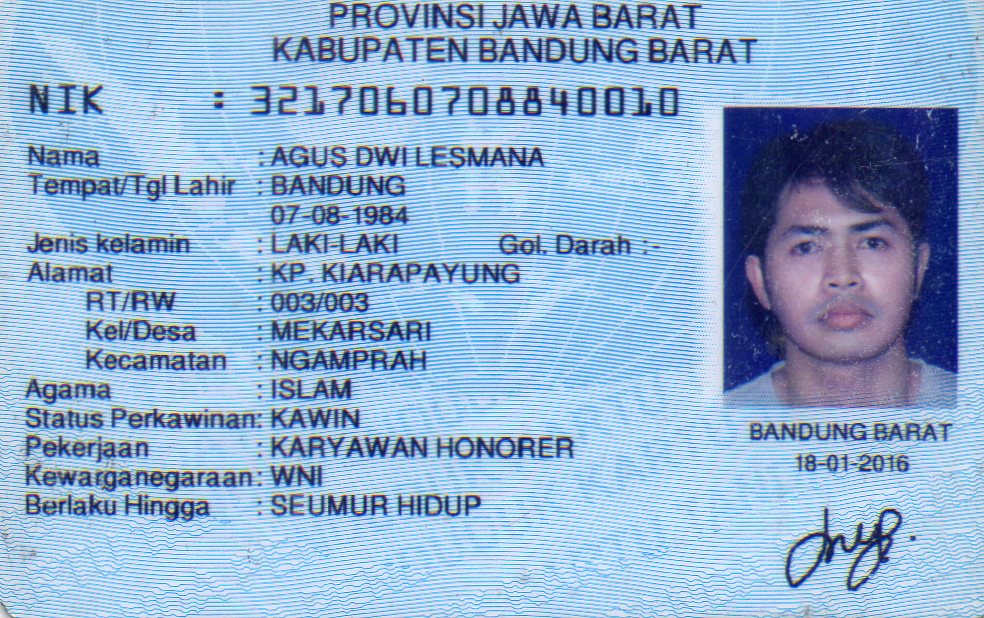 PROVINSI JAWA BARAT
KABUPATEN BANDUNG BARAT
NIK : 3217060708840010
Nama : AGUS DWI LESMANA
Tempat/Tgl Lahir : BANDUNG
07-08-1984
Jenis kelamin : LAKI-LAKI Gol. Darah :-
Alamat : KP. KIARAPAYUNG
RT/RW : 003/003
Kel/Desa : MEKARSARI
Kecamatan : NGAMPRAH
Agama : ISLAM
Status Perkawinan: KAWIN
Pekerjaan : KARYAWAN HONORER
Kewarganegaraan: WNI
Berlaku Hingga : SEUMUR HIDUP
BANDUNG BARAT
18-01-2016